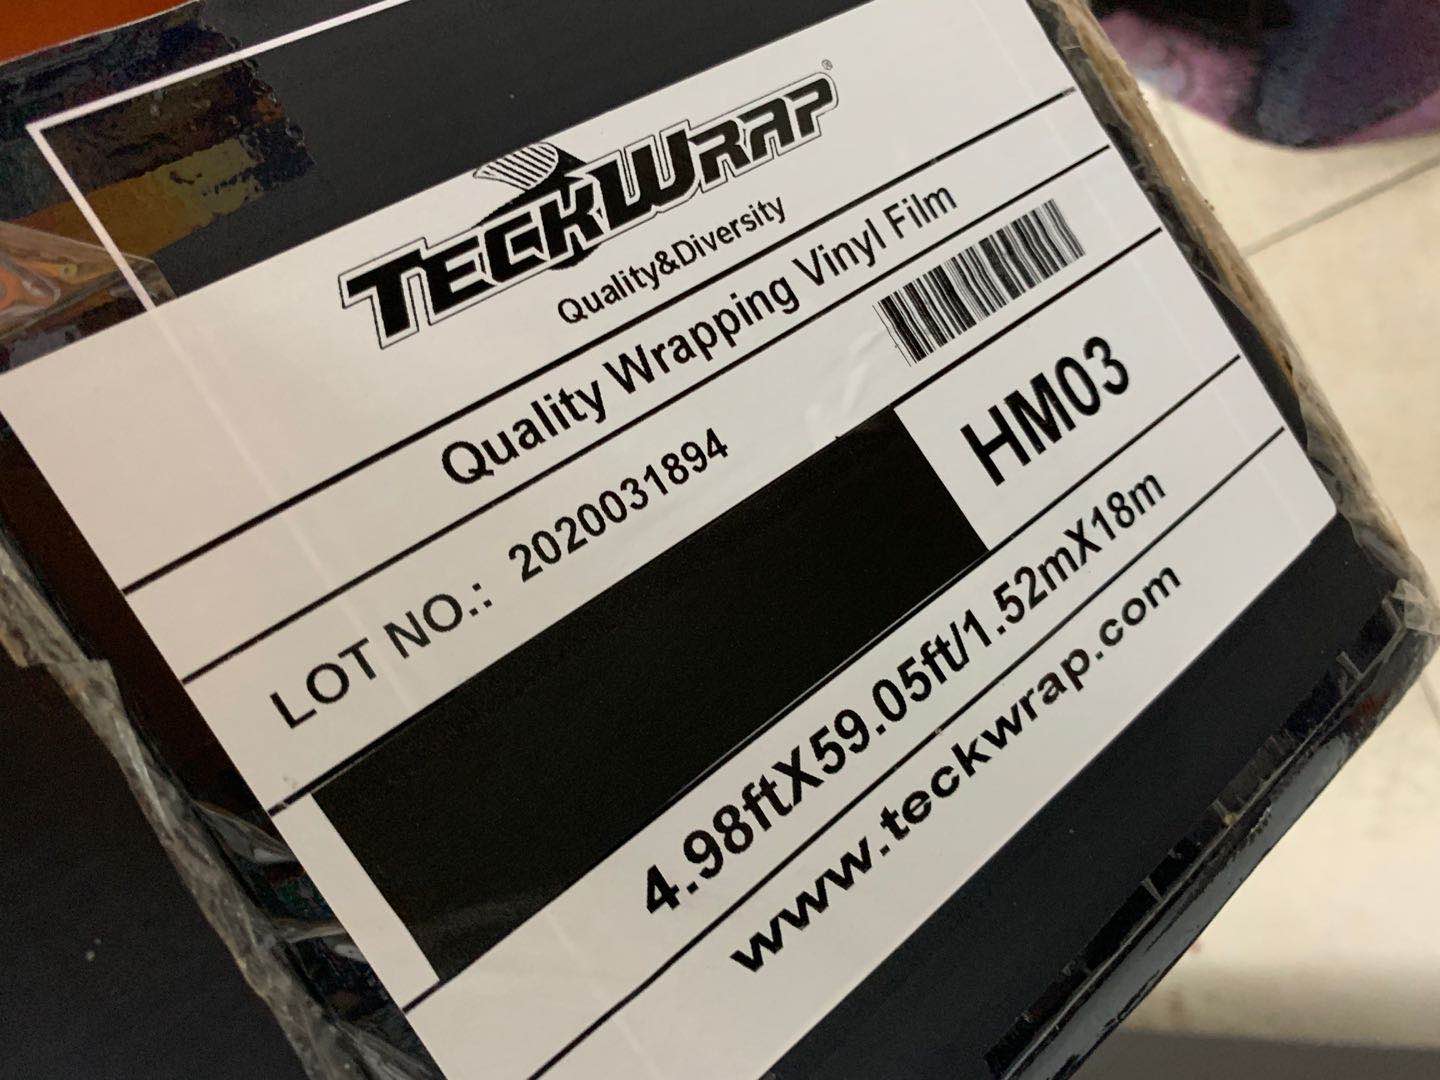 TECKWRAP®
Quality&Diversity
Quality Wrapping Vinyl Film
LOT NO.: 2020031894
HM03
4.98ftX59.05ft/1.52mX18m
www.teckwrap.com